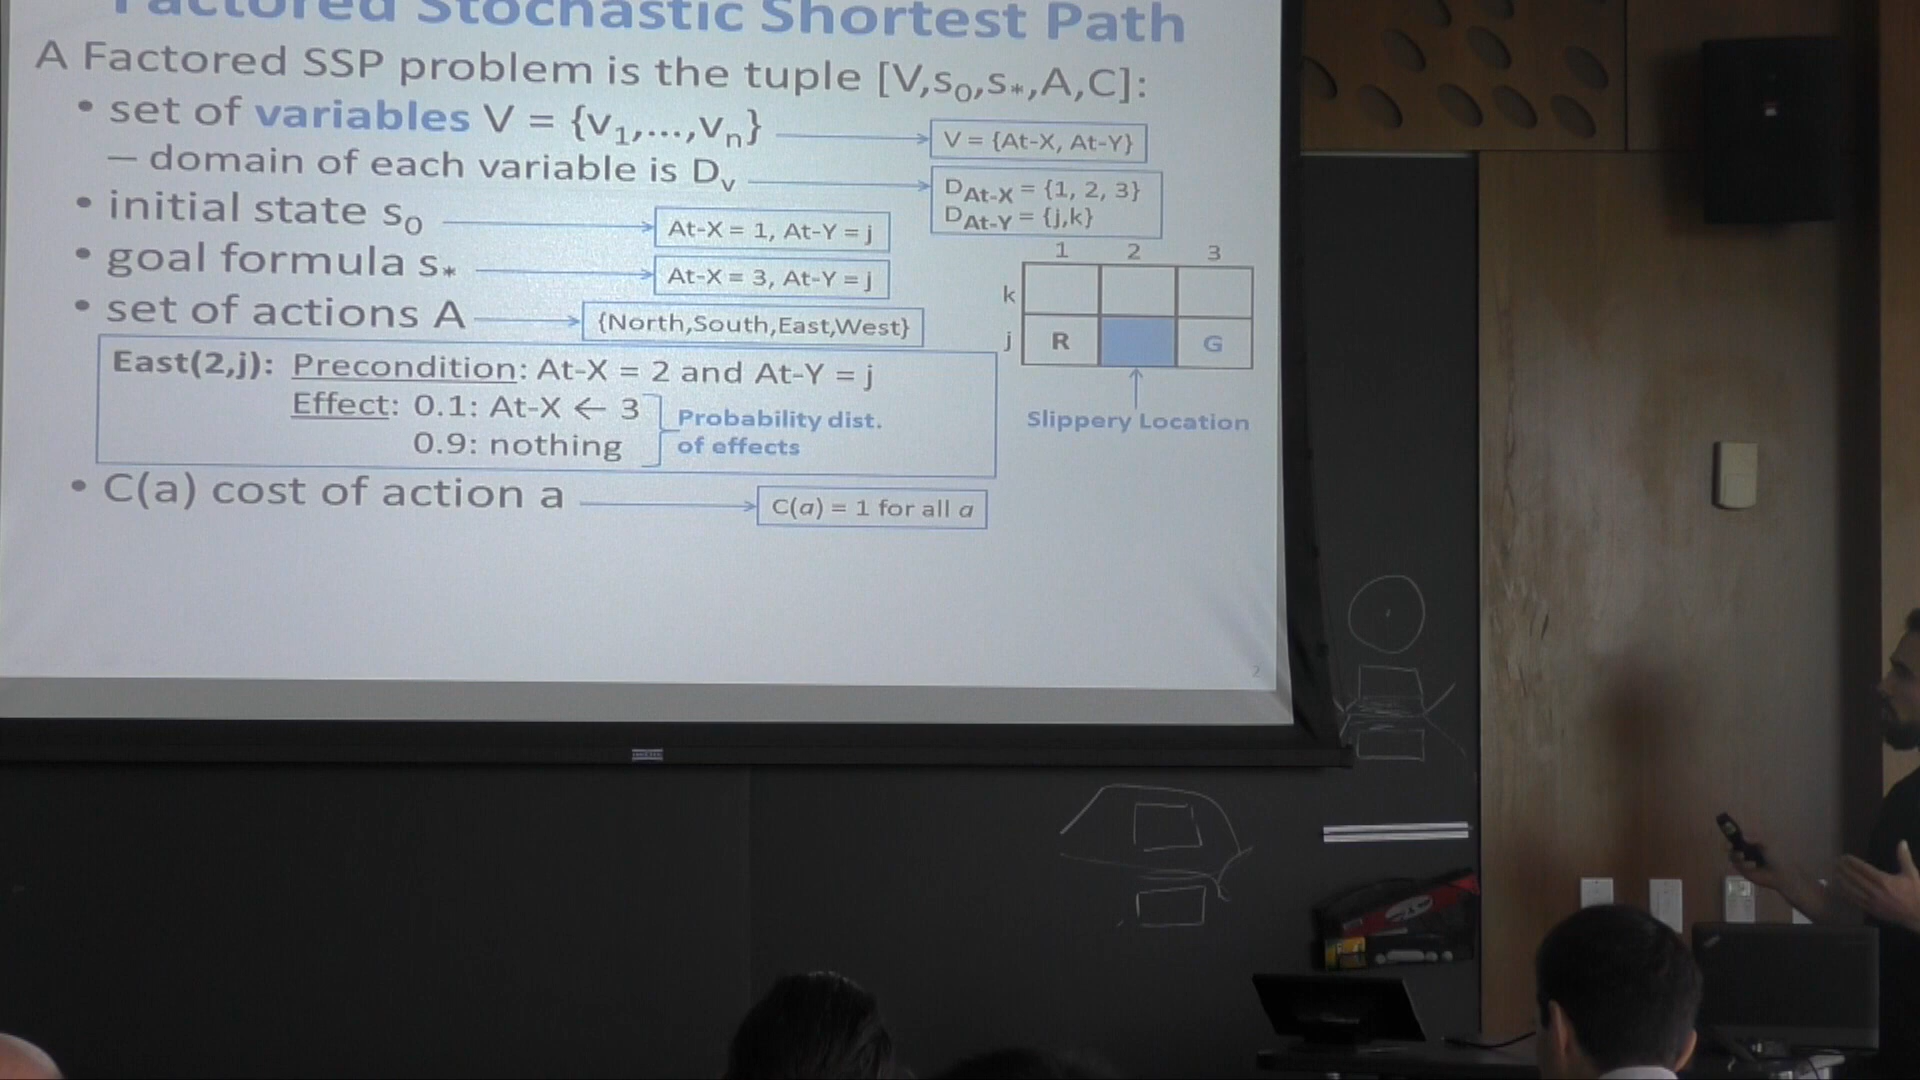 Factored Stochastic Shortest Path
A Factored SSP problem is the tuple [V,s₀,s*,A,C]:
• set of variables V = {v₁,...,vₙ}
V = {At-X, At-Y}
— domain of each variable is Dᵥ
D_At-X = {1, 2, 3}
D_At-Y = {j,k}
• initial state s₀
At-X = 1, At-Y = j
• goal formula s*
At-X = 3, At-Y = j
• set of actions A
{North,South,East,West}
1 2 3
k
j R G
Slippery Location
East(2,j): Precondition: At-X = 2 and At-Y = j
Effect: 0.1: At-X ← 3
0.9: nothing
Probability dist.
of effects
• C(a) cost of action a
C(a) = 1 for all a
2